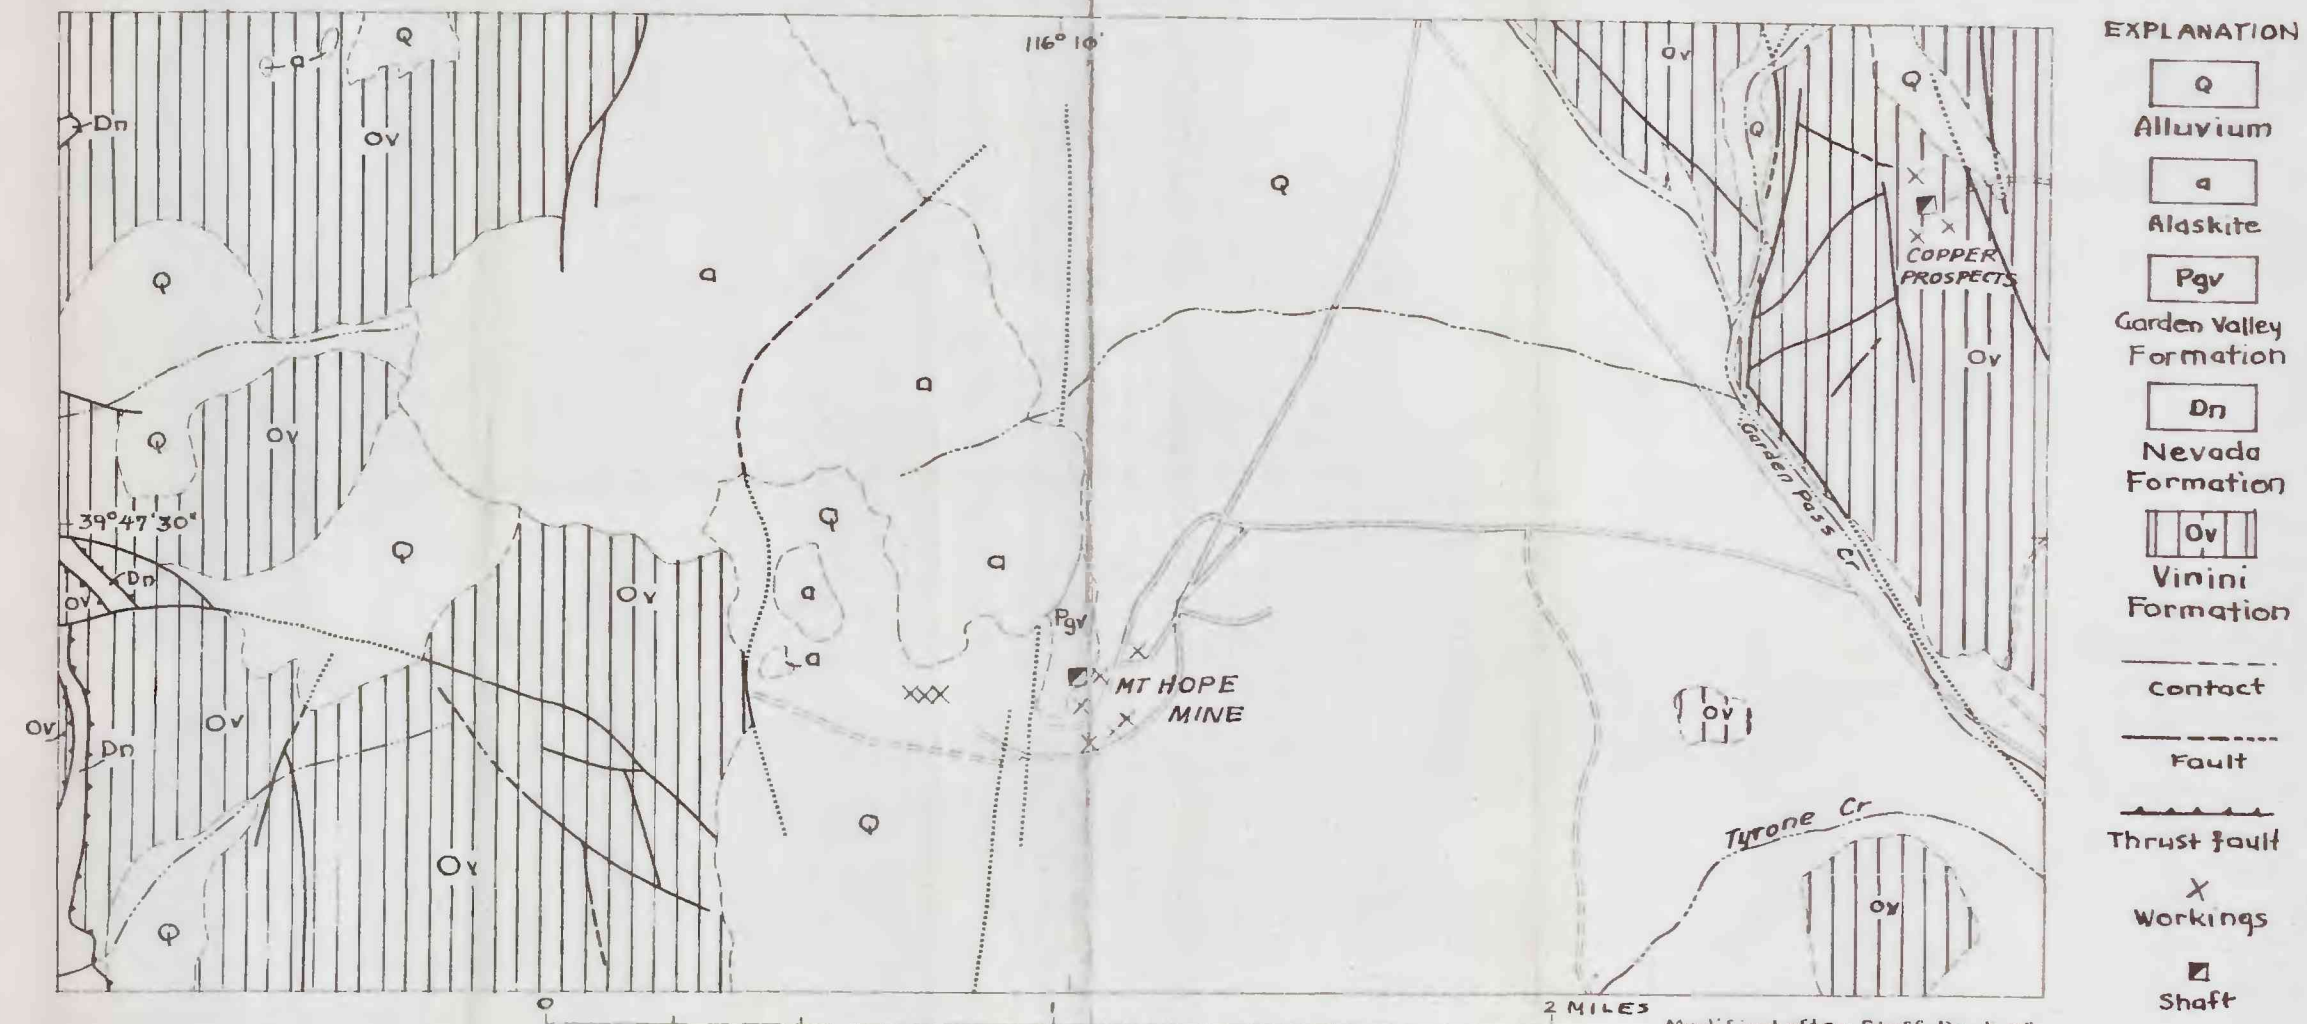 116° 10'
Q
a
Dn
Ov
Q
a
Q
a
Ov
Q
Q
Q
COPPER
PROSPECTS
Ov
Q
Ov
39°47'30"
Q
Dn
Ov
Ov
Q
a
a
a
Pgv
Garden Pass Cr
MT HOPE
MINE
Ov
Dn
Ov
Ov
Q
Q
Ov
Tyrone Cr
Ov
0 1 2 MILES
EXPLANATION
Q
Alluvium
a
Alaskite
Pgv
Garden Valley
Formation
Dn
Nevada
Formation
Ov
Vinini
Formation
Contact
Fault
Thrust fault
X
Workings
Shaft